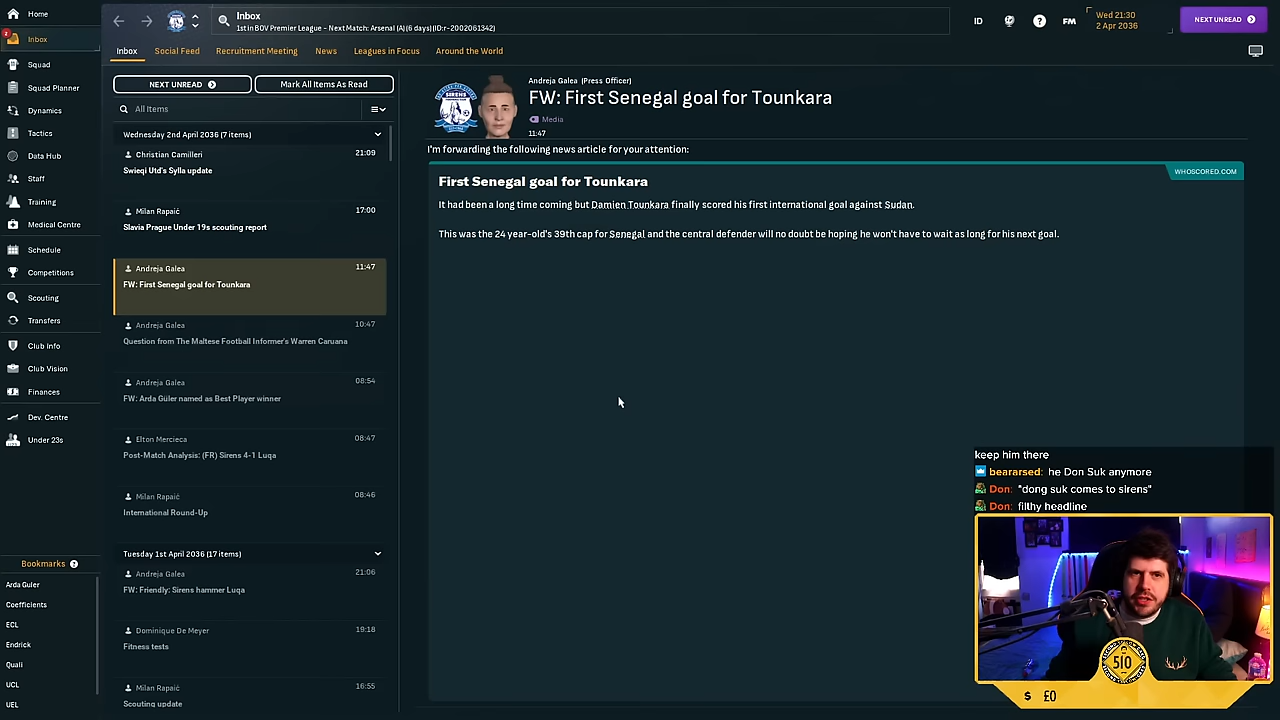 Home
Inbox
Squad
Squad Planner
Dynamics
Tactics
Data Hub
Staff
Training
Medical Centre
Schedule
Competitions
Scouting
Transfers
Club Info
Club Vision
Finances
Dev. Centre
Under 23s
Bookmarks
Arda Guler
Coefficients
ECL
Endrick
Quali
UCL
UEL
Inbox
1st in BOV Premier League - Next Match: Arsenal (A) (6 days) (ID:r-2002061342)
ID
FM
Wed 21:30
2 Apr 2036
NEXT UNREAD
Inbox
Social Feed
Recruitment Meeting
News
Leagues in Focus
Around the World
NEXT UNREAD
Mark All Items As Read
All Items
Wednesday 2nd April 2036 (7 items)
Christian Camilleri 21:09
Swieqi Utd's Sylla update
Milan Rapaić 17:00
Slavia Prague Under 19s scouting report
Andreja Galea 11:47
FW: First Senegal goal for Tounkara
Andreja Galea 10:47
Question from The Maltese Football Informer's Warren Caruana
Andreja Galea 08:54
FW: Arda Güler named as Best Player winner
Elton Mercieca 08:47
Post-Match Analysis: (FR) Sirens 4-1 Luqa
Milan Rapaić 08:46
International Round-Up
Tuesday 1st April 2036 (17 items)
Andreja Galea 21:06
FW: Friendly: Sirens hammer Luqa
Dominique De Meyer 19:18
Fitness tests
Milan Rapaić 16:55
Scouting update
SIRENS
Andreja Galea (Press Officer)
FW: First Senegal goal for Tounkara
Media
11:47
I'm forwarding the following news article for your attention:
WHOSCORED.COM
First Senegal goal for Tounkara
It had been a long time coming but Damien Tounkara finally scored his first international goal against Sudan.
This was the 24 year-old's 39th cap for Senegal and the central defender will no doubt be hoping he won't have to wait as long for his next goal.
keep him there
beararsed: he Don Suk anymore
Don: "dong suk comes to sirens"
Don: filthy headline
510
$ £0